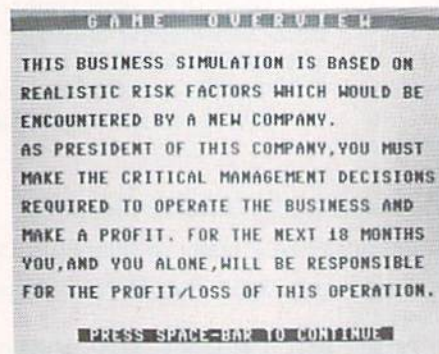 GAME OVERVIEW
THIS BUSINESS SIMULATION IS BASED ON
REALISTIC RISK FACTORS WHICH WOULD BE
ENCOUNTERED BY A NEW COMPANY.
AS PRESIDENT OF THIS COMPANY,YOU MUST
MAKE THE CRITICAL MANAGEMENT DECISIONS
REQUIRED TO OPERATE THE BUSINESS AND
MAKE A PROFIT. FOR THE NEXT 18 MONTHS
YOU,AND YOU ALONE,WILL BE RESPONSIBLE
FOR THE PROFIT/LOSS OF THIS OPERATION.
PRESS SPACE-BAR TO CONTINUE